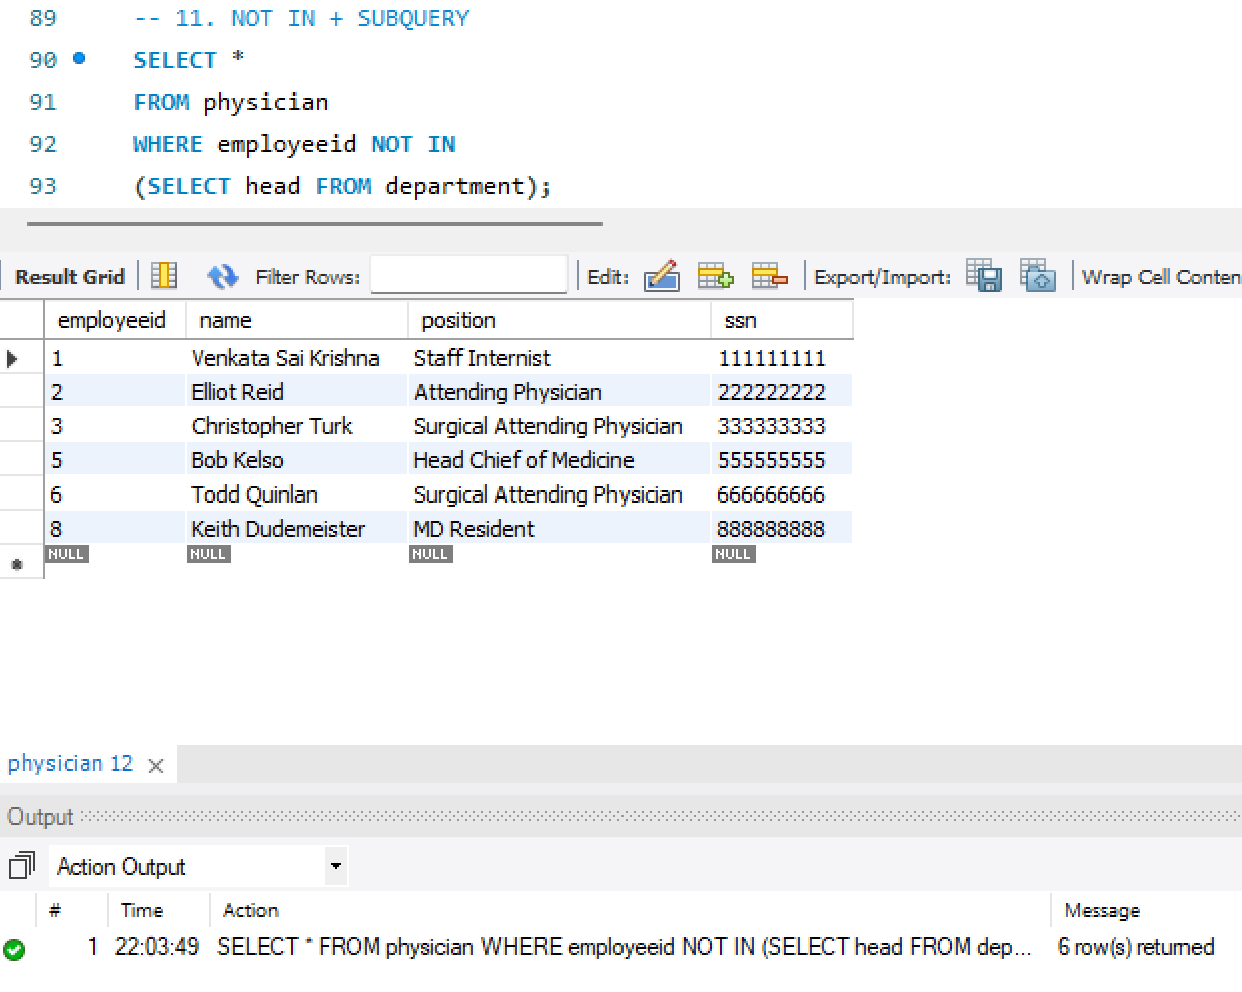 89 -- 11. NOT IN + SUBQUERY
90 SELECT *
91 FROM physician
92 WHERE employeeid NOT IN
93 (SELECT head FROM department);
Result Grid Filter Rows: Edit: Export/Import: Wrap Cell Conten
employeeid name position ssn
1 Venkata Sai Krishna Staff Internist 111111111
2 Elliot Reid Attending Physician 222222222
3 Christopher Turk Surgical Attending Physician 333333333
5 Bob Kelso Head Chief of Medicine 555555555
6 Todd Quinlan Surgical Attending Physician 666666666
8 Keith Dudemeister MD Resident 888888888
NULL NULL NULL NULL
physician 12
Output
Action Output
# Time Action Message
1 22:03:49 SELECT * FROM physician WHERE employeeid NOT IN (SELECT head FROM dep... 6 row(s) returned